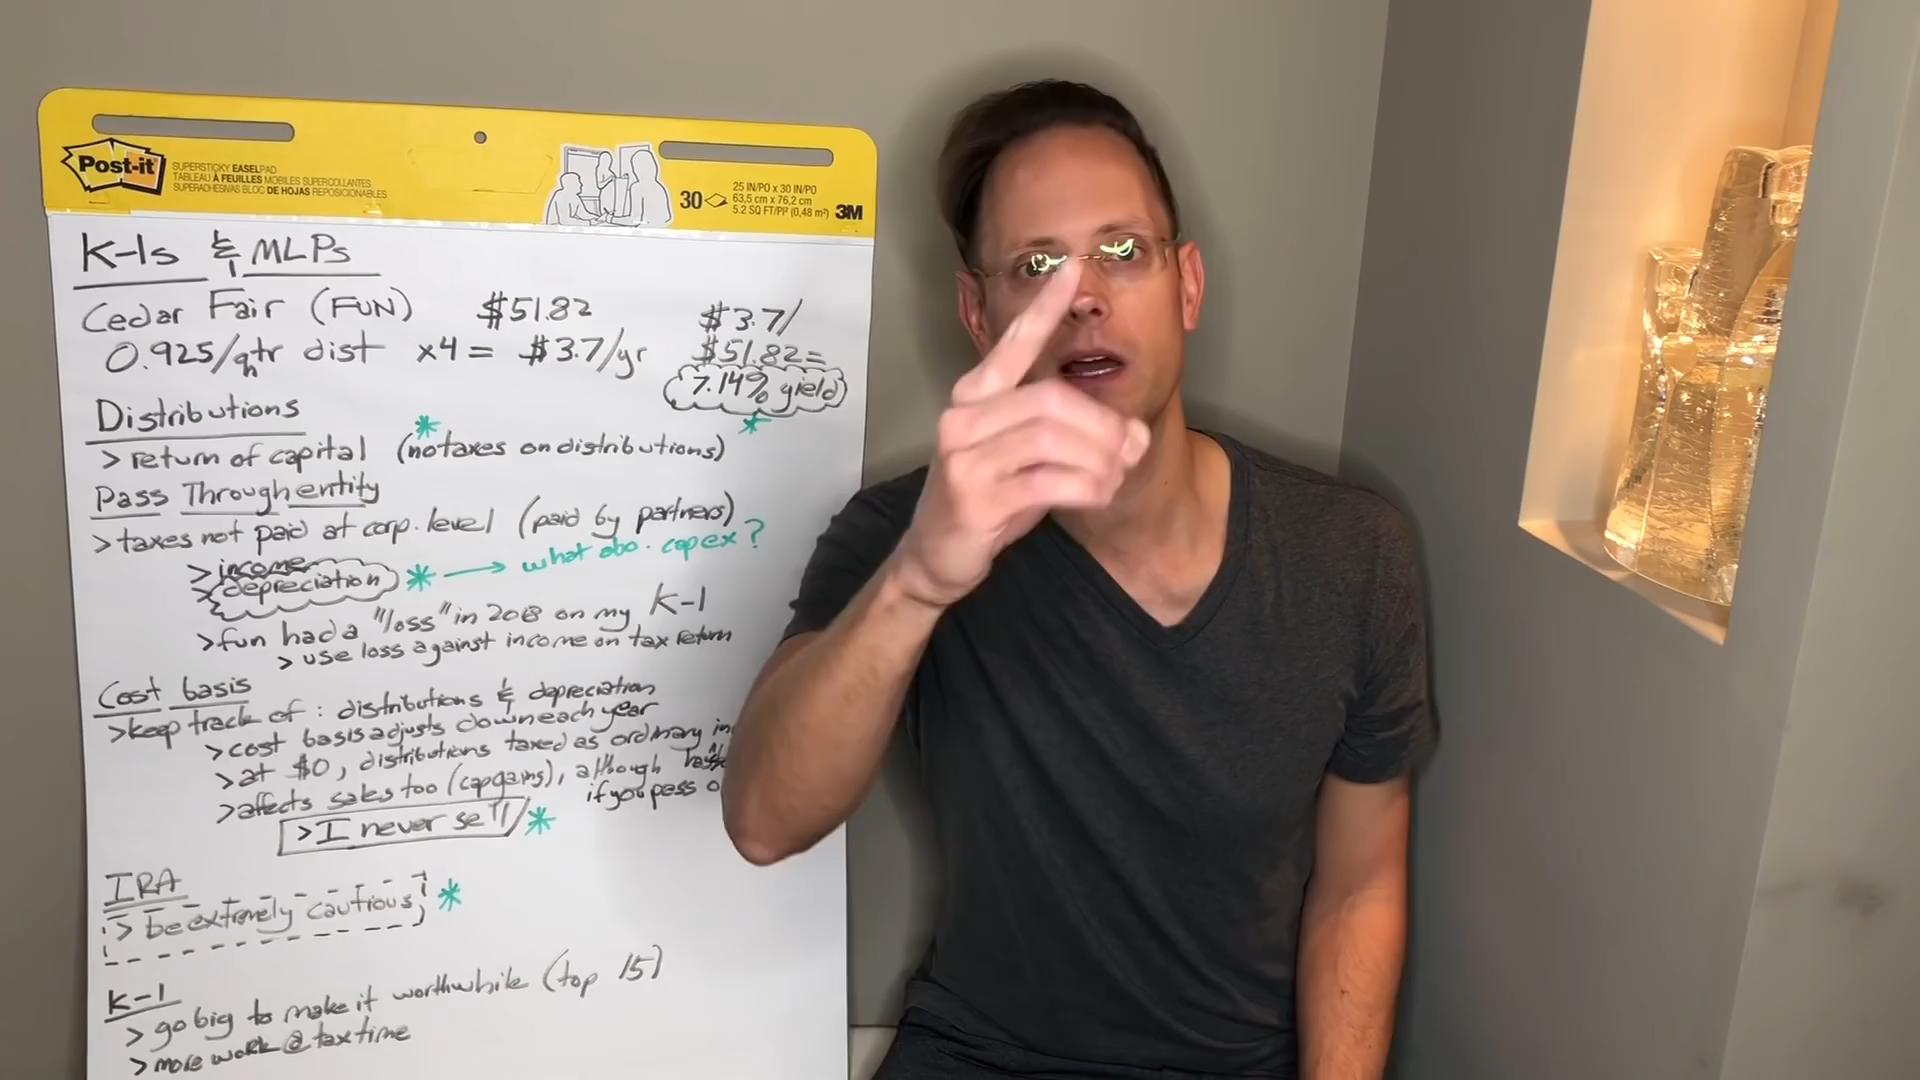 Post-it
SUPERSTICKY EASELPAD
TABLEAU À FEUILLES MOBILES SUPERCOLLANTES
SUPERADHESIVAS BLOC DE HOJAS REPOSICIONABLES
30
25 IN/PO x 30 IN/PO
63,5 cm x 76,2 cm
5.2 SQ FT/PI² (0,48 m²)
3M
K-1s & MLPs
Cedar Fair (FUN) $51.82
0.925/qtr dist x4 = $3.7/yr
$3.7/
$51.82=
7.14% yield
*
Distributions
*
> return of capital (no taxes on distributions)
Pass Through entity
> taxes not paid at corp. level (paid by partners)
> income
> depreciation * → what abo. capex?
> fun had a "loss" in 2018 on my K-1
> use loss against income on tax return
Cost basis
> keep track of: distributions & depreciation
> cost basis adjusts down each year
> at $0, distributions taxed as ordinary
> affects sales too (cap gains), although
if you pass
> I never sell *
IRA
> be extremely cautious *
K-1
> go big to make it worthwhile (top 15)
> more work @ tax time